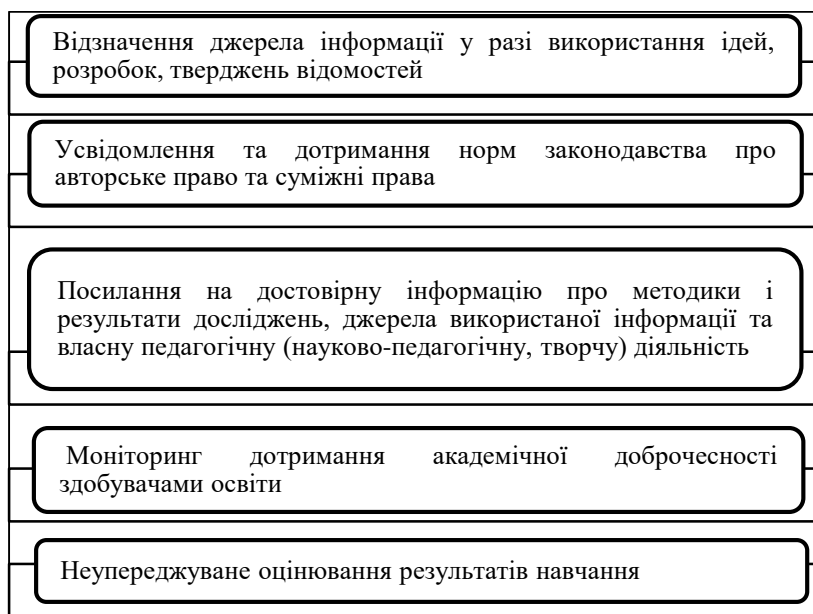 Відзначення джерела інформації у разі використання ідей,
розробок, тверджень відомостей
Усвідомлення та дотримання норм законодавства про
авторське право та суміжні права
Посилання на достовірну інформацію про методики і
результати досліджень, джерела використаної інформації та
власну педагогічну (науково-педагогічну, творчу) діяльність
Моніторинг дотримання академічної доброчесності
здобувачами освіти
Неупереджуване оцінювання результатів навчання